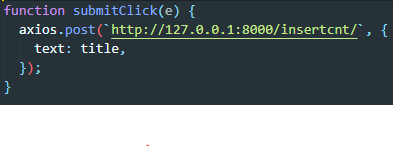 function submitClick(e) {
  axios.post(`http://127.0.0.1:8000/insertcnt/`, {
    text: title,
  });
}